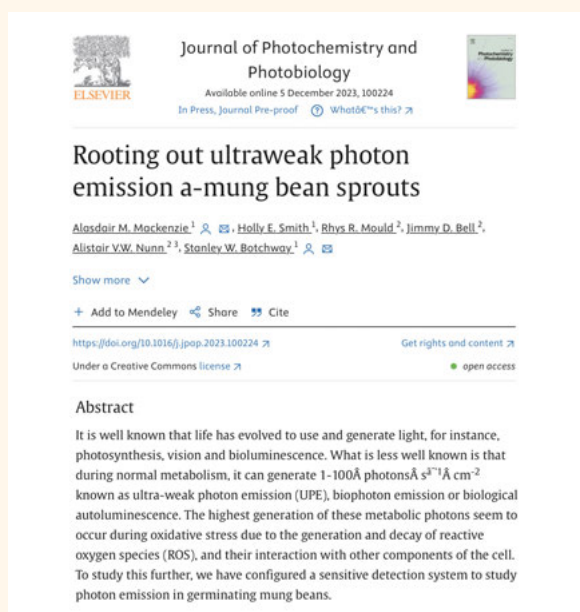 ELSEVIER
Journal of Photochemistry and
Photobiology
Available online 5 December 2023, 100224
In Press, Journal Pre-proof ? Whatâ€™s this? ↗
Rooting out ultraweak photon
emission a-mung bean sprouts
Alasdair M. Mackenzie ¹, Holly E. Smith ¹, Rhys R. Mould ², Jimmy D. Bell ²,
Alistair V.W. Nunn ² ³, Stanley W. Botchway ¹
Show more
+ Add to Mendeley Share Cite
https://doi.org/10.1016/j.jpap.2023.100224 ↗ Get rights and content ↗
Under a Creative Commons license ↗ open access
Abstract
It is well known that life has evolved to use and generate light, for instance,
photosynthesis, vision and bioluminescence. What is less well known is that
during normal metabolism, it can generate 1-100Â photonsÂ s⁻¹Â cm⁻²
known as ultra-weak photon emission (UPE), biophoton emission or biological
autoluminescence. The highest generation of these metabolic photons seem to
occur during oxidative stress due to the generation and decay of reactive
oxygen species (ROS), and their interaction with other components of the cell.
To study this further, we have configured a sensitive detection system to study
photon emission in germinating mung beans.